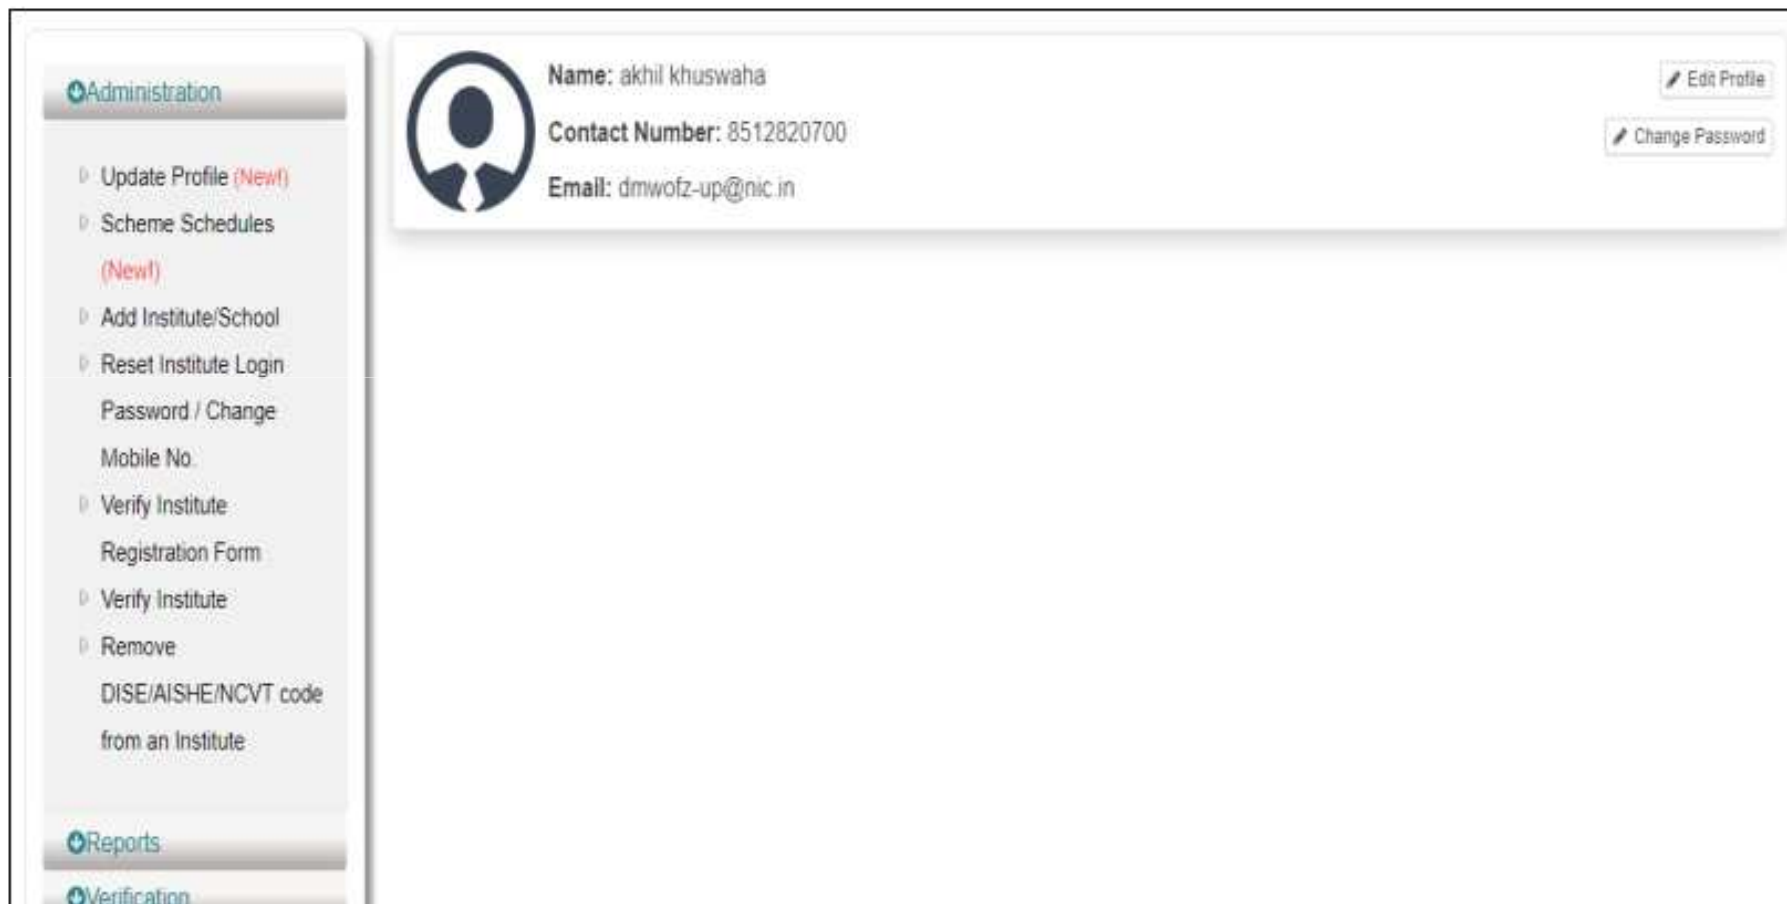 Administration
Update Profile (New!)
Scheme Schedules
(New!)
Add Institute/School
Reset Institute Login
Password / Change
Mobile No.
Verify Institute
Registration Form
Verify Institute
Remove
DISE/AISHE/NCVT code
from an Institute
Reports
Verification
Name: akhil khuswaha
Contact Number: 8512820700
Email: dmwofz-up@nic.in
Edit Profile
Change Password